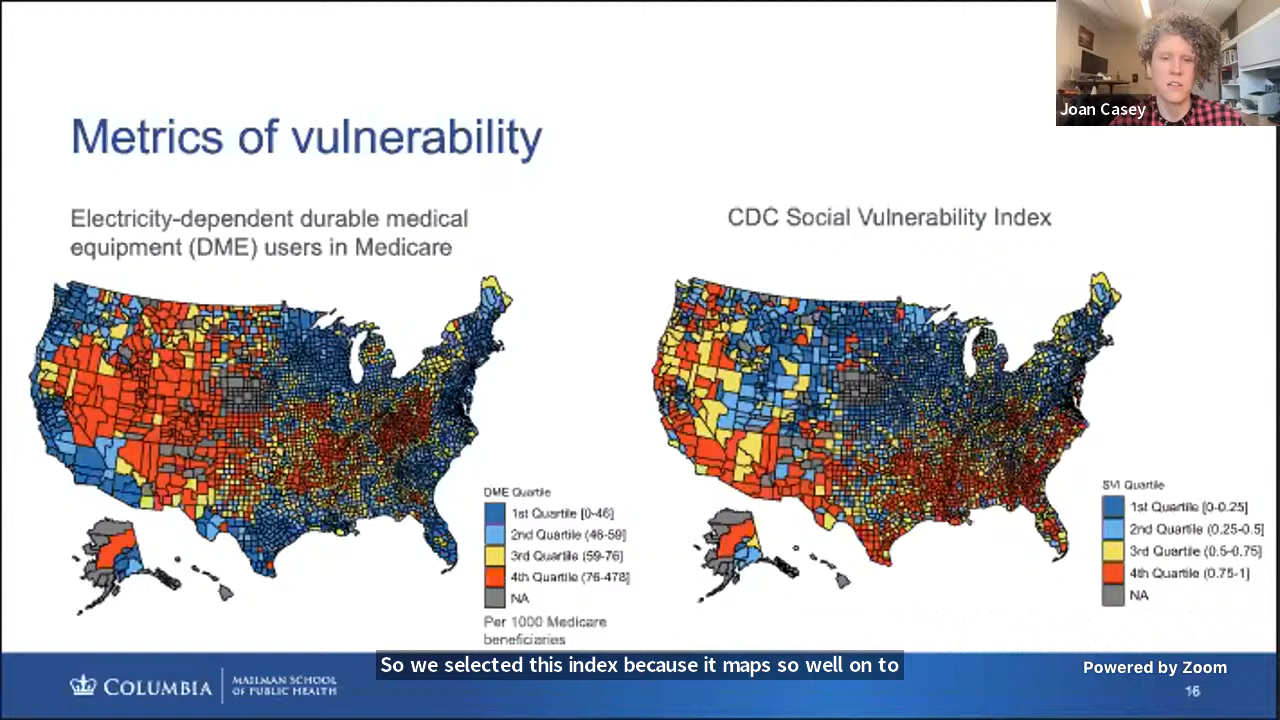 Joan Casey
Metrics of vulnerability
Electricity-dependent durable medical
equipment (DME) users in Medicare
CDC Social Vulnerability Index
DME Quartile
1st Quartile [0-46]
2nd Quartile (46-59]
3rd Quartile (59-76]
4th Quartile (76-478]
NA
Per 1000 Medicare
beneficiaries
SVI Quartile
1st Quartile [0-0.25]
2nd Quartile (0.25-0.5]
3rd Quartile (0.5-0.75]
4th Quartile (0.75-1]
NA
So we selected this index because it maps so well on to
COLUMBIA
MAILMAN SCHOOL
OF PUBLIC HEALTH
Powered by Zoom
16